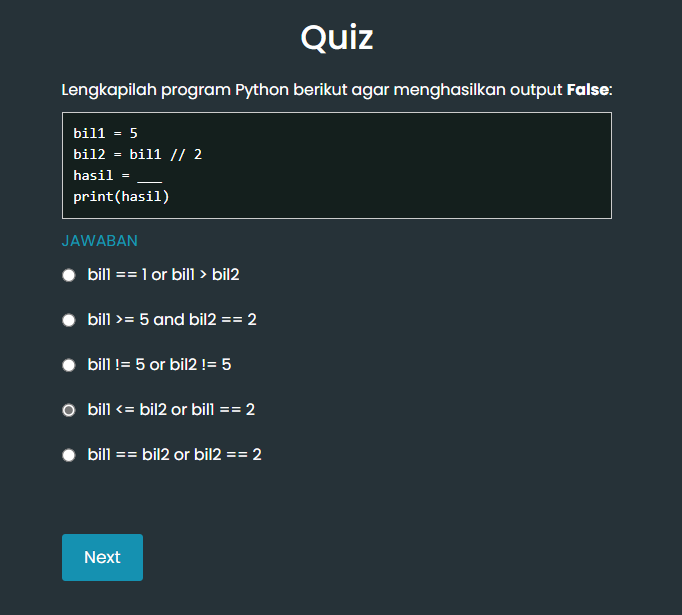 Quiz
Lengkapilah program Python berikut agar menghasilkan output False:
bil1 = 5
bil2 = bil1 // 2
hasil = ___
print(hasil)
JAWABAN
bil1 == 1 or bil1 > bil2
bil1 >= 5 and bil2 == 2
bil1 != 5 or bil2 != 5
bil1 <= bil2 or bil1 == 2
bil1 == bil2 or bil2 == 2
Next